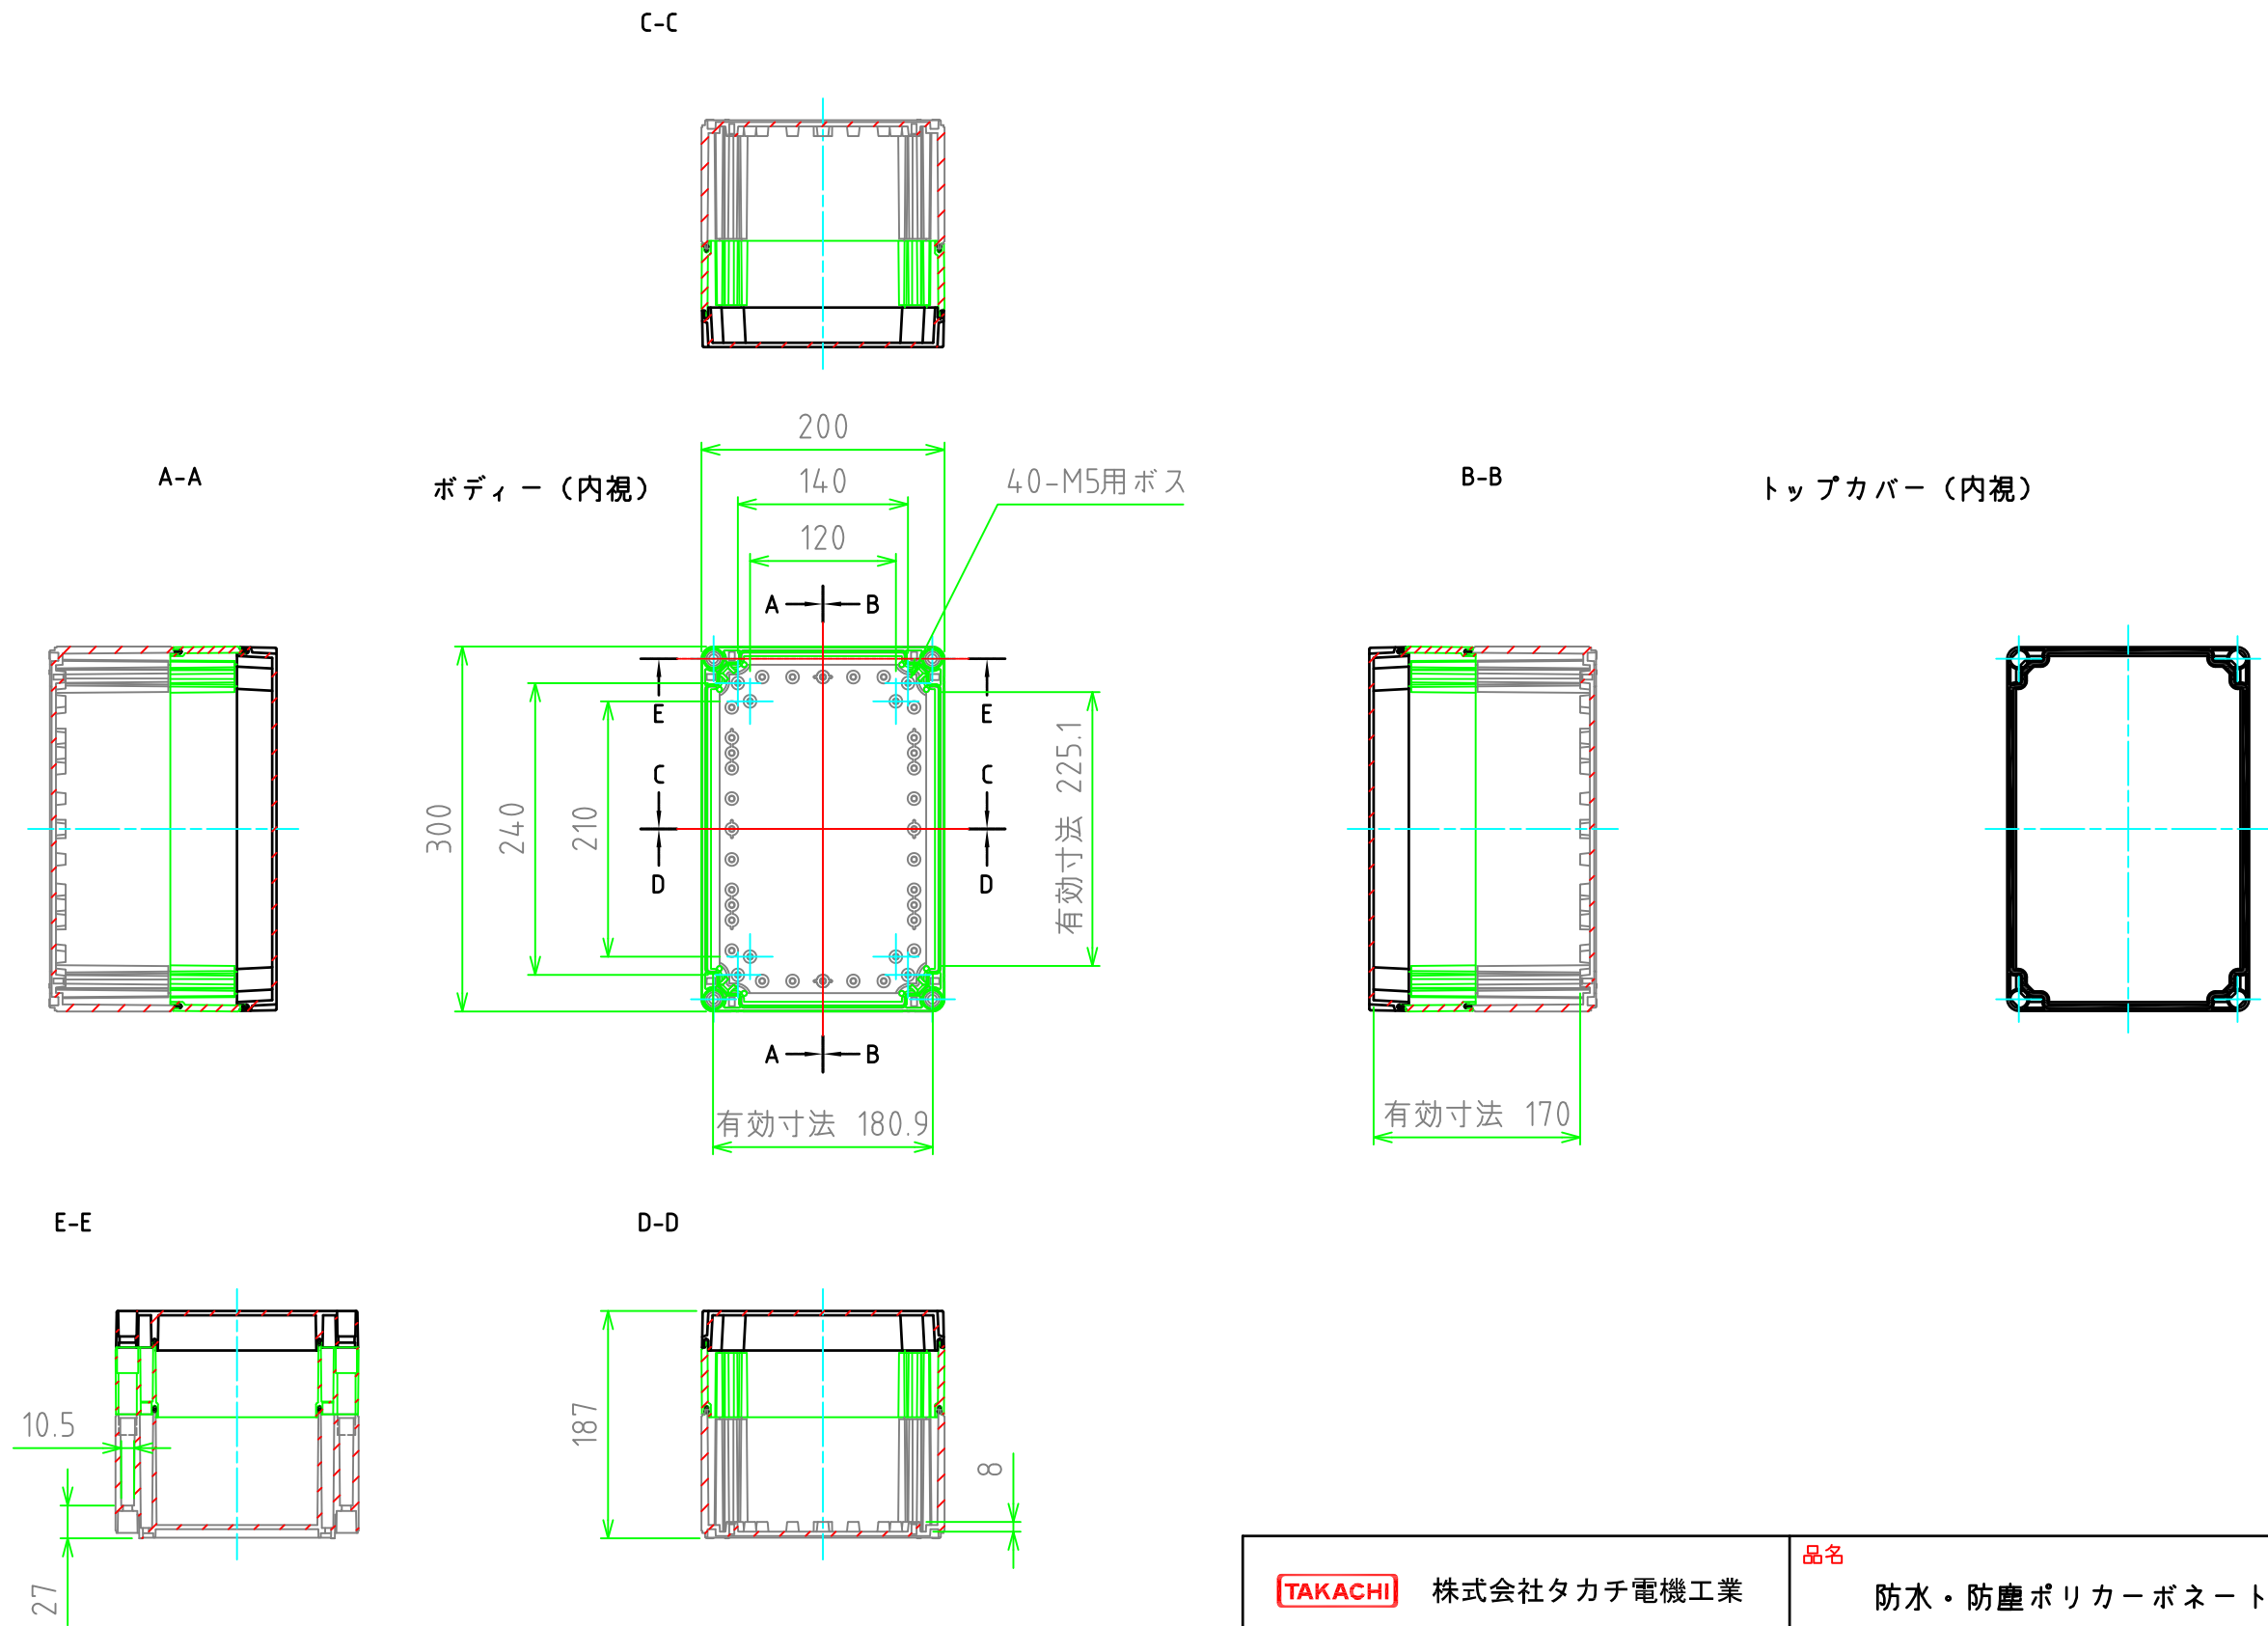 C-C
200
A-A
ボディー（内視）
140
40-M5用ボス
B-B
トップカバー（内視）
120
A B
E E
C C
300
240
210
有効寸法 225.1
D D
A B
有効寸法 180.9
有効寸法 170
E-E
D-D
10.5
187
8
27
TAKACHI
株式会社タカチ電機工業
品名
防水・防塵ポリカーボネート